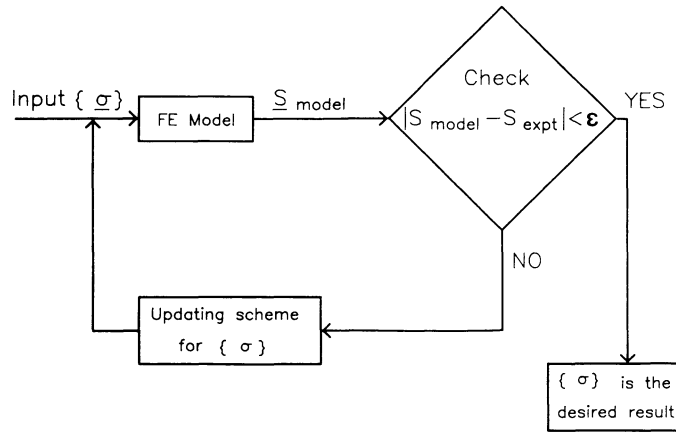 Input { σ }
FE Model
S model
Check
|S model − S expt| < ε
YES
NO
Updating scheme
for { σ }
{ σ } is the
desired result